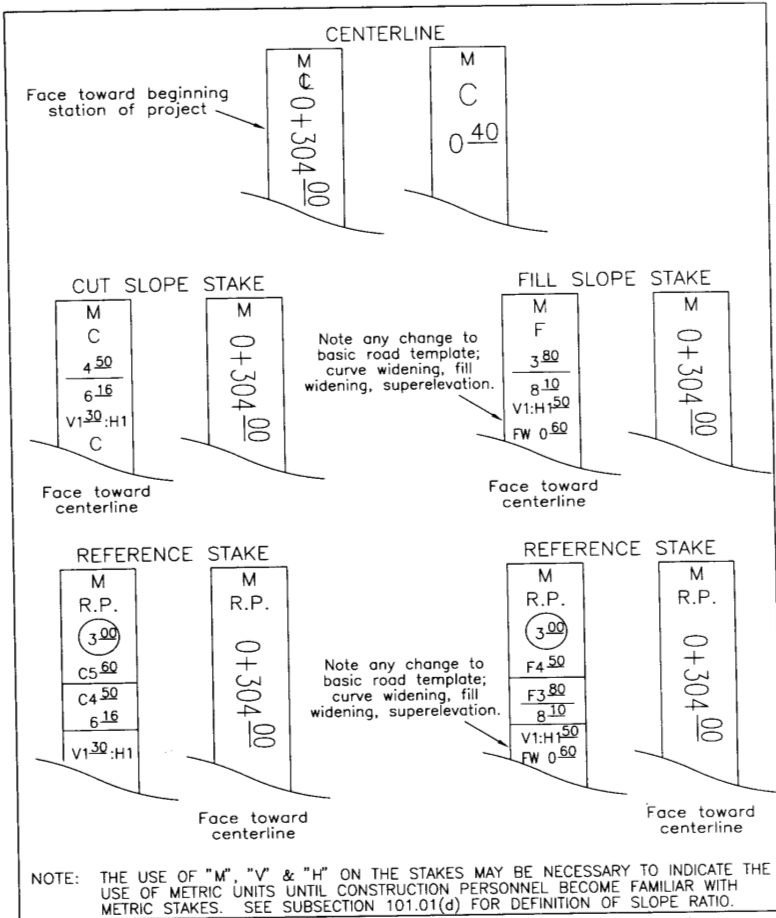 CENTERLINE
Face toward beginning
station of project
M
℄
0+304 00
M
C
0 40
CUT SLOPE STAKE
M
C
4 50
6 16
V1 30 :H1
C
Face toward
centerline
M
0+304 00
FILL SLOPE STAKE
Note any change to
basic road template;
curve widening, fill
widening, superelevation.
M
F
3 80
8 10
V1:H1 50
FW 0 60
Face toward
centerline
M
0+304 00
REFERENCE STAKE
M
R.P.
3 00
C5 60
C4 50
6 16
V1 30 :H1
M
R.P.
0+304 00
Face toward
centerline
REFERENCE STAKE
Note any change to
basic road template;
curve widening, fill
widening, superelevation.
M
R.P.
3 00
F4 50
F3 80
8 10
V1:H1 50
FW 0 60
M
R.P.
0+304 00
Face toward
centerline
NOTE: THE USE OF "M", "V" & "H" ON THE STAKES MAY BE NECESSARY TO INDICATE THE
USE OF METRIC UNITS UNTIL CONSTRUCTION PERSONNEL BECOME FAMILIAR WITH
METRIC STAKES. SEE SUBSECTION 101.01(d) FOR DEFINITION OF SLOPE RATIO.